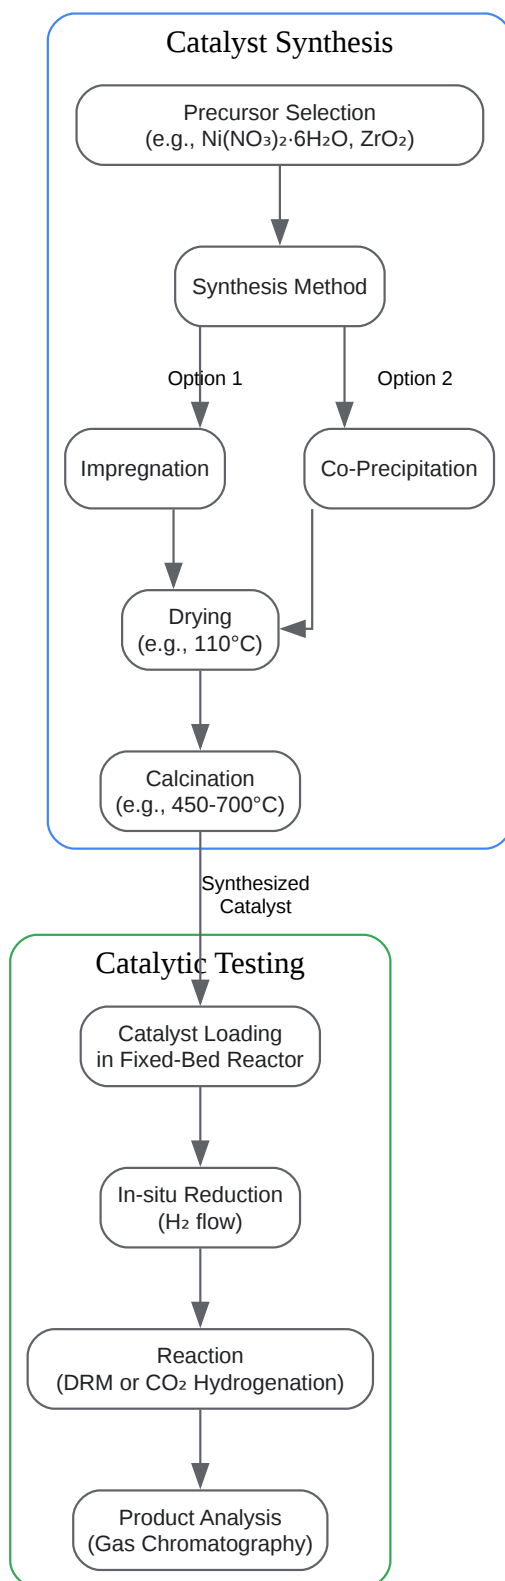 Catalyst Synthesis
Precursor Selection
(e.g., Ni(NO₃)₂·6H₂O, ZrO₂)
Synthesis Method
Option 1
Option 2
Impregnation
Co-Precipitation
Drying
(e.g., 110°C)
Calcination
(e.g., 450-700°C)
Synthesized
Catalyst
Catalytic Testing
Catalyst Loading
in Fixed-Bed Reactor
In-situ Reduction
(H₂ flow)
Reaction
(DRM or CO₂ Hydrogenation)
Product Analysis
(Gas Chromatography)